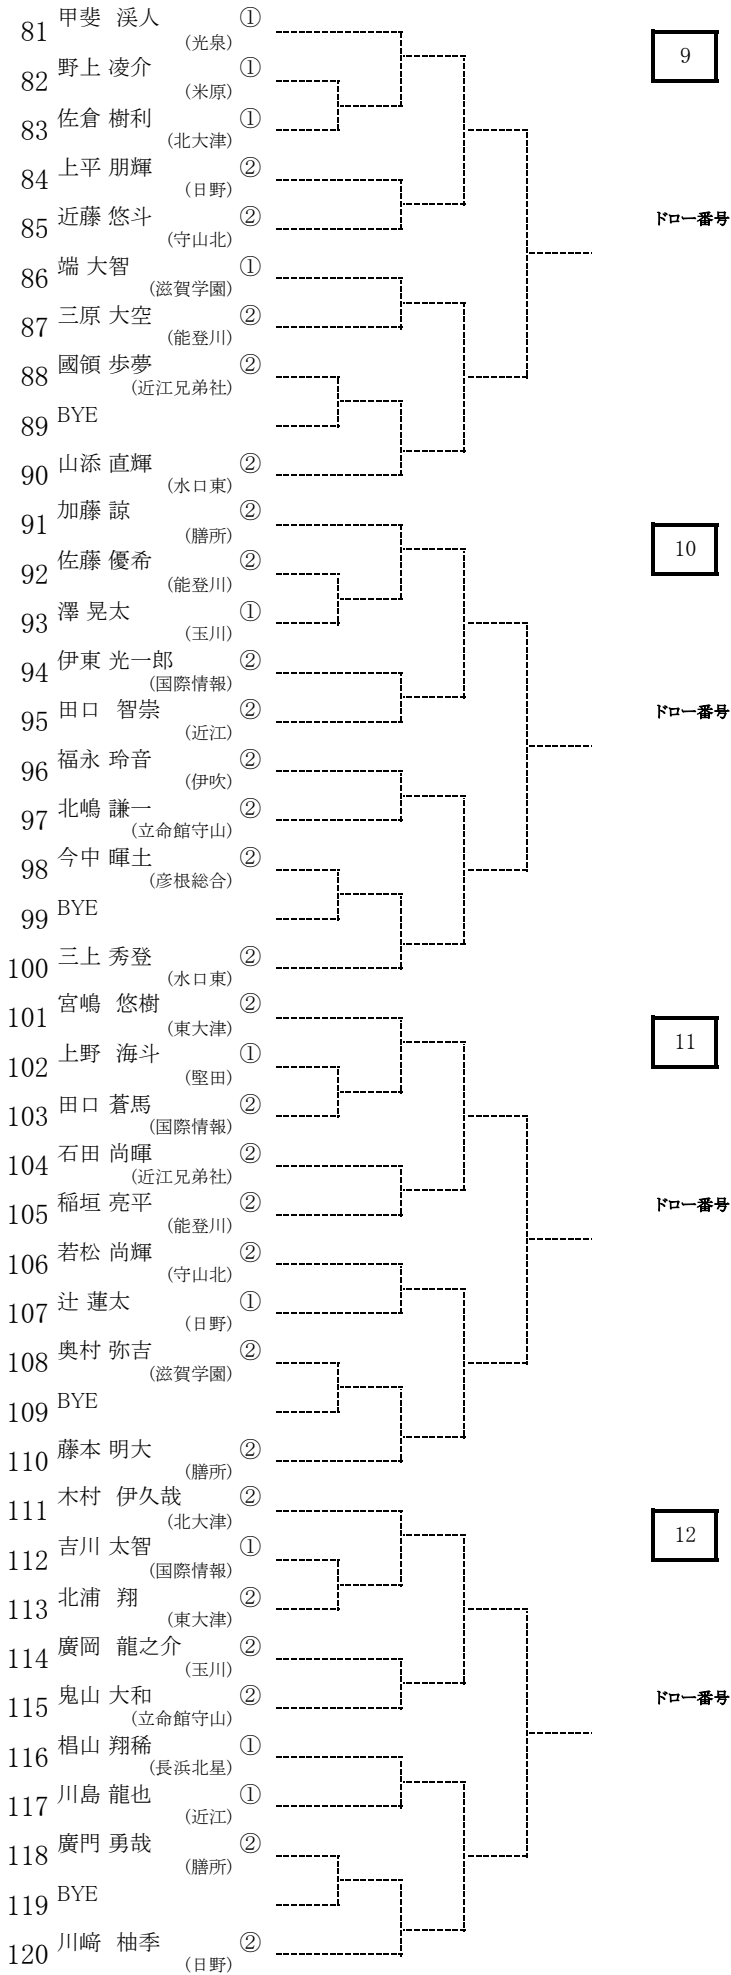 81 甲斐 渓人 ①
(光泉)
9
82 野上 凌介 ①
(米原)
83 佐倉 樹利 ①
(北大津)
84 上平 朋輝 ②
(日野)
85 近藤 悠斗 ②
(守山北)
ドロー番号
86 端 大智 ①
(滋賀学園)
87 三原 大空 ②
(能登川)
88 國領 歩夢 ②
(近江兄弟社)
89 BYE
90 山添 直輝 ②
(水口東)
91 加藤 諒 ②
(膳所)
10
92 佐藤 優希 ②
(能登川)
93 澤 晃太 ①
(玉川)
94 伊東 光一郎 ②
(国際情報)
95 田口 智崇 ②
(近江)
ドロー番号
96 福永 玲音 ②
(伊吹)
97 北嶋 謙一 ②
(立命館守山)
98 今中 暉土 ②
(彦根総合)
99 BYE
100 三上 秀登 ②
(水口東)
101 宮嶋 悠樹 ②
(東大津)
11
102 上野 海斗 ①
(堅田)
103 田口 蒼馬 ②
(国際情報)
104 石田 尚暉 ②
(近江兄弟社)
105 稲垣 亮平 ②
(能登川)
ドロー番号
106 若松 尚輝 ②
(守山北)
107 辻 蓮太 ①
(日野)
108 奥村 弥吉 ②
(滋賀学園)
109 BYE
110 藤本 明大 ②
(膳所)
111 木村 伊久哉 ②
(北大津)
12
112 吉川 太智 ①
(国際情報)
113 北浦 翔 ②
(東大津)
114 廣岡 龍之介 ②
(玉川)
115 鬼山 大和 ②
(立命館守山)
ドロー番号
116 椙山 翔稀 ①
(長浜北星)
117 川島 龍也 ①
(近江)
118 廣門 勇哉 ②
(膳所)
119 BYE
120 川﨑 柚季 ②
(日野)